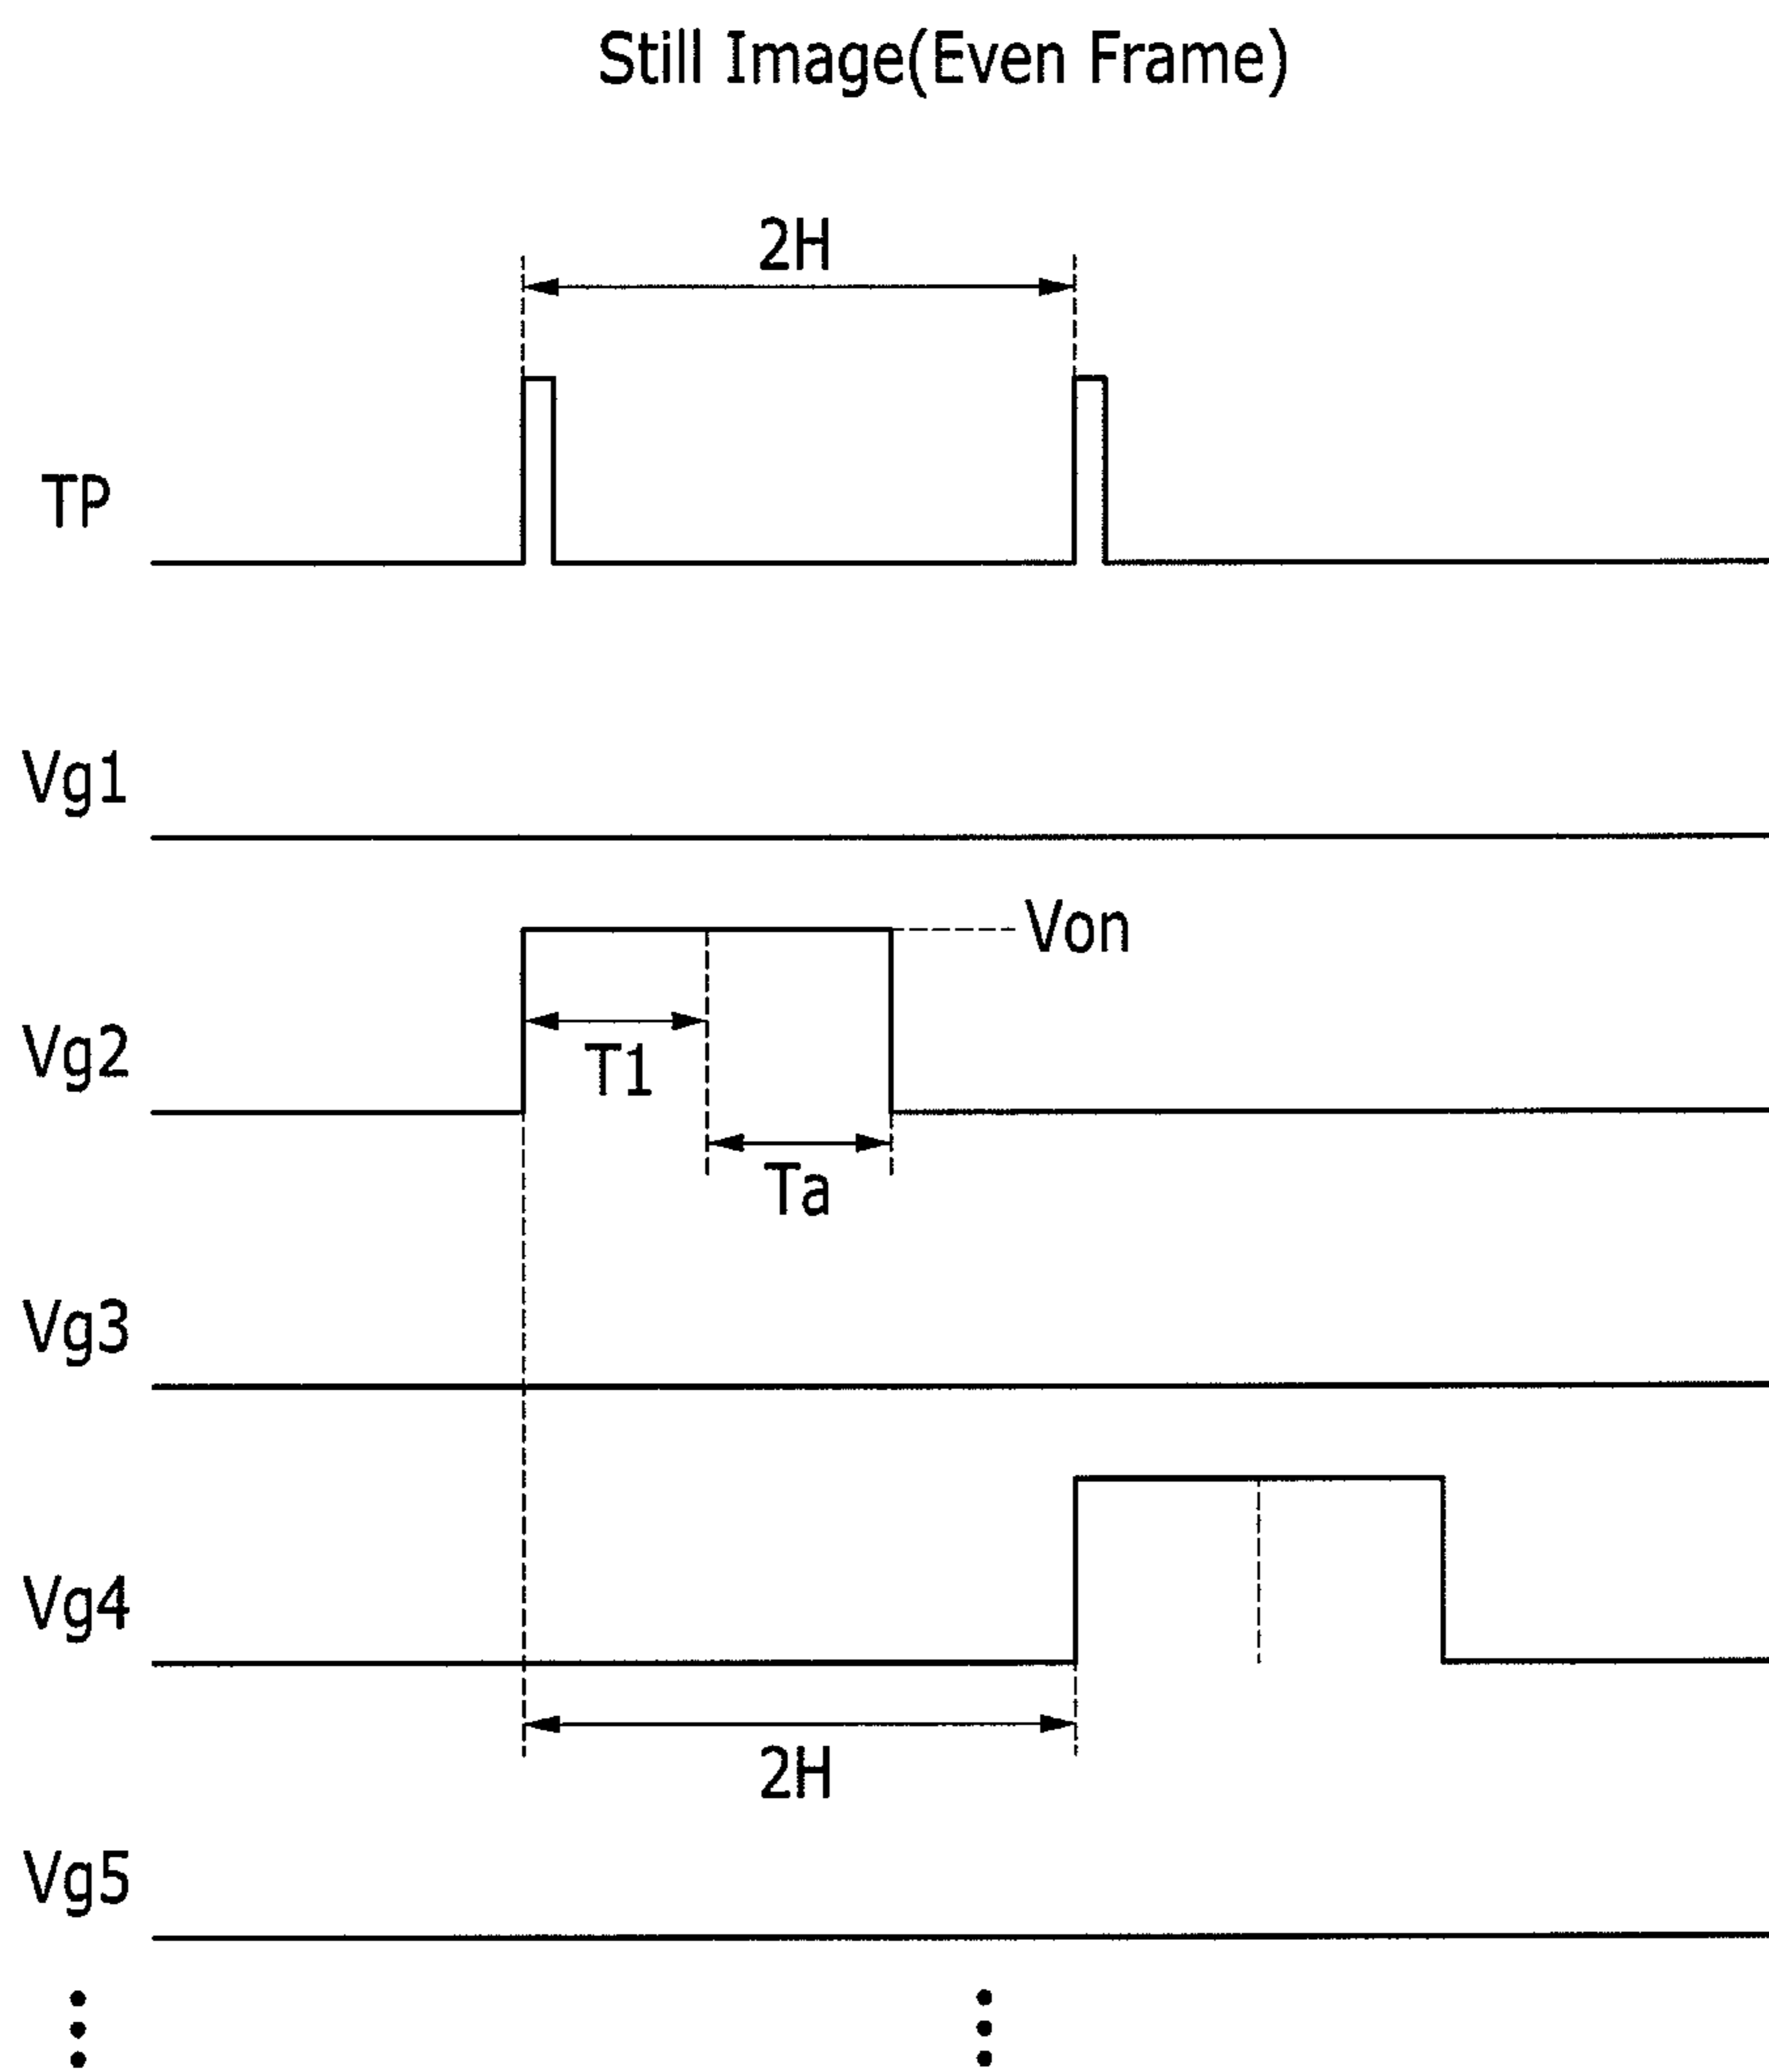 Still Image(Even Frame)
2H
TP
Vg1
Von
Vg2
T1
Ta
Vg3
Vg4
2H
Vg5